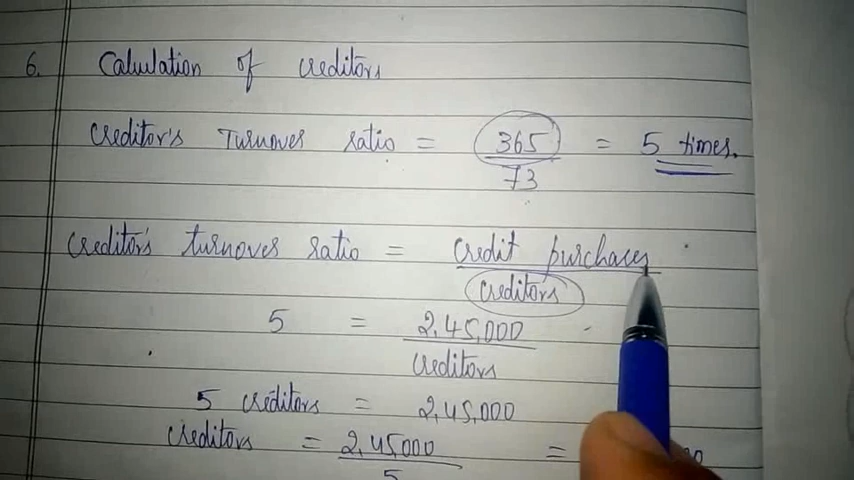 6. Calculation of creditors
Creditor's Turnover ratio = 365 = 5 times.
73
Creditor's turnover ratio = credit purchases
creditors
5 = 2,45,000
creditors
5 creditors = 2,45,000
creditors = 2,45,000 =
5